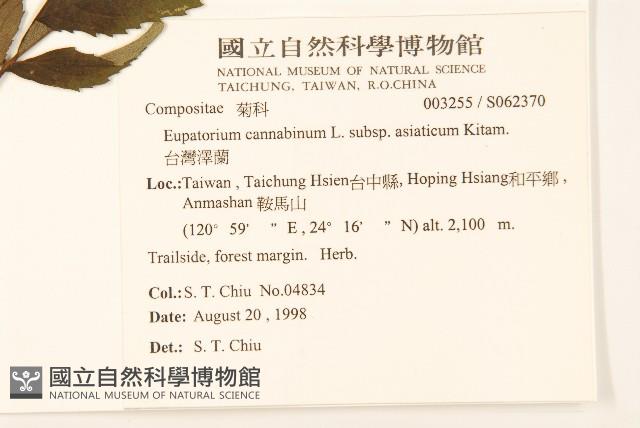 國立自然科學博物館
NATIONAL MUSEUM OF NATURAL SCIENCE
TAICHUNG, TAIWAN, R.O.CHINA
Compositae 菊科 003255 / S062370
Eupatorium cannabinum L. subsp. asiaticum Kitam.
台灣澤蘭
Loc.:Taiwan , Taichung Hsien台中縣, Hoping Hsiang和平鄉 ,
Anmashan 鞍馬山
(120° 59' " E , 24° 16' " N) alt. 2,100 m.
Trailside, forest margin. Herb.
Col.: S. T. Chiu No.04834
Date: August 20 , 1998
Det.: S. T. Chiu
國立自然科學博物館
NATIONAL MUSEUM OF NATURAL SCIENCE